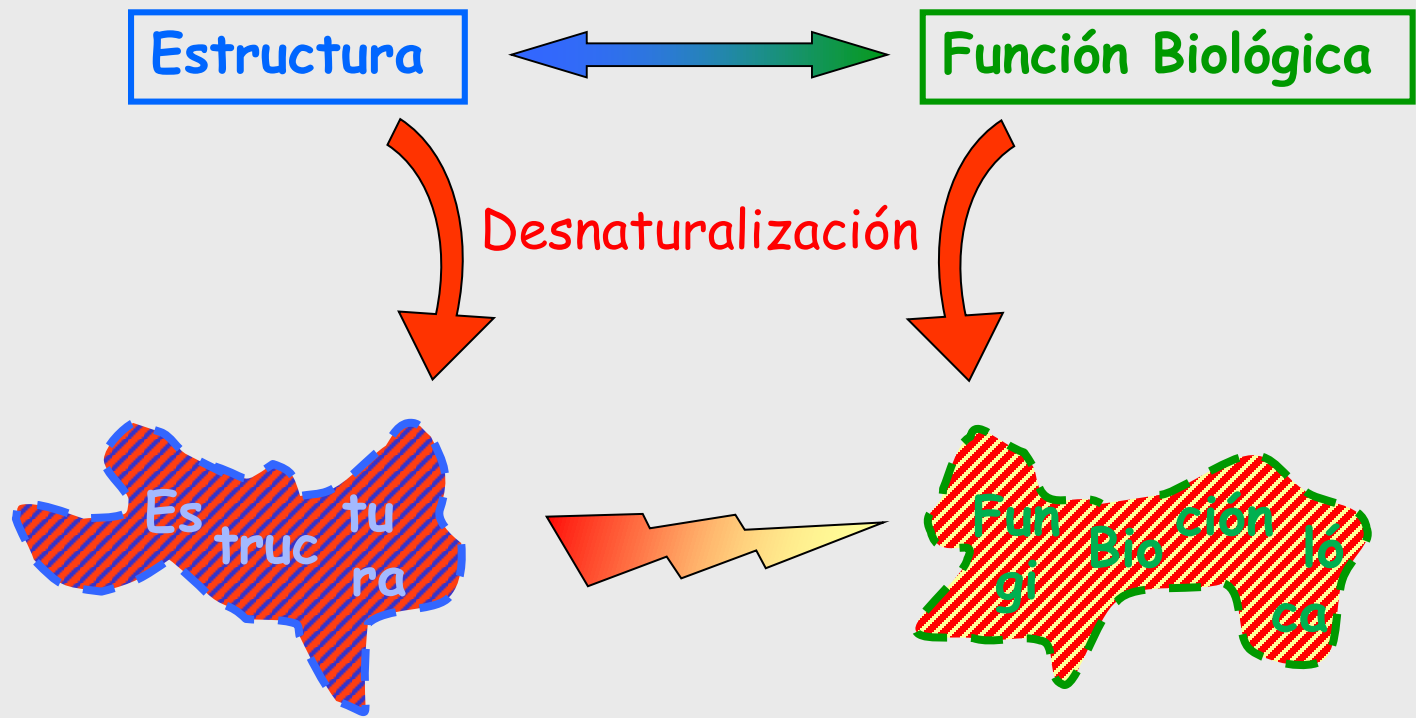 Estructura
Función Biológica
Desnaturalización
Es
truc
tu
ra
Fun
ción
Bio
ló
gi
ca